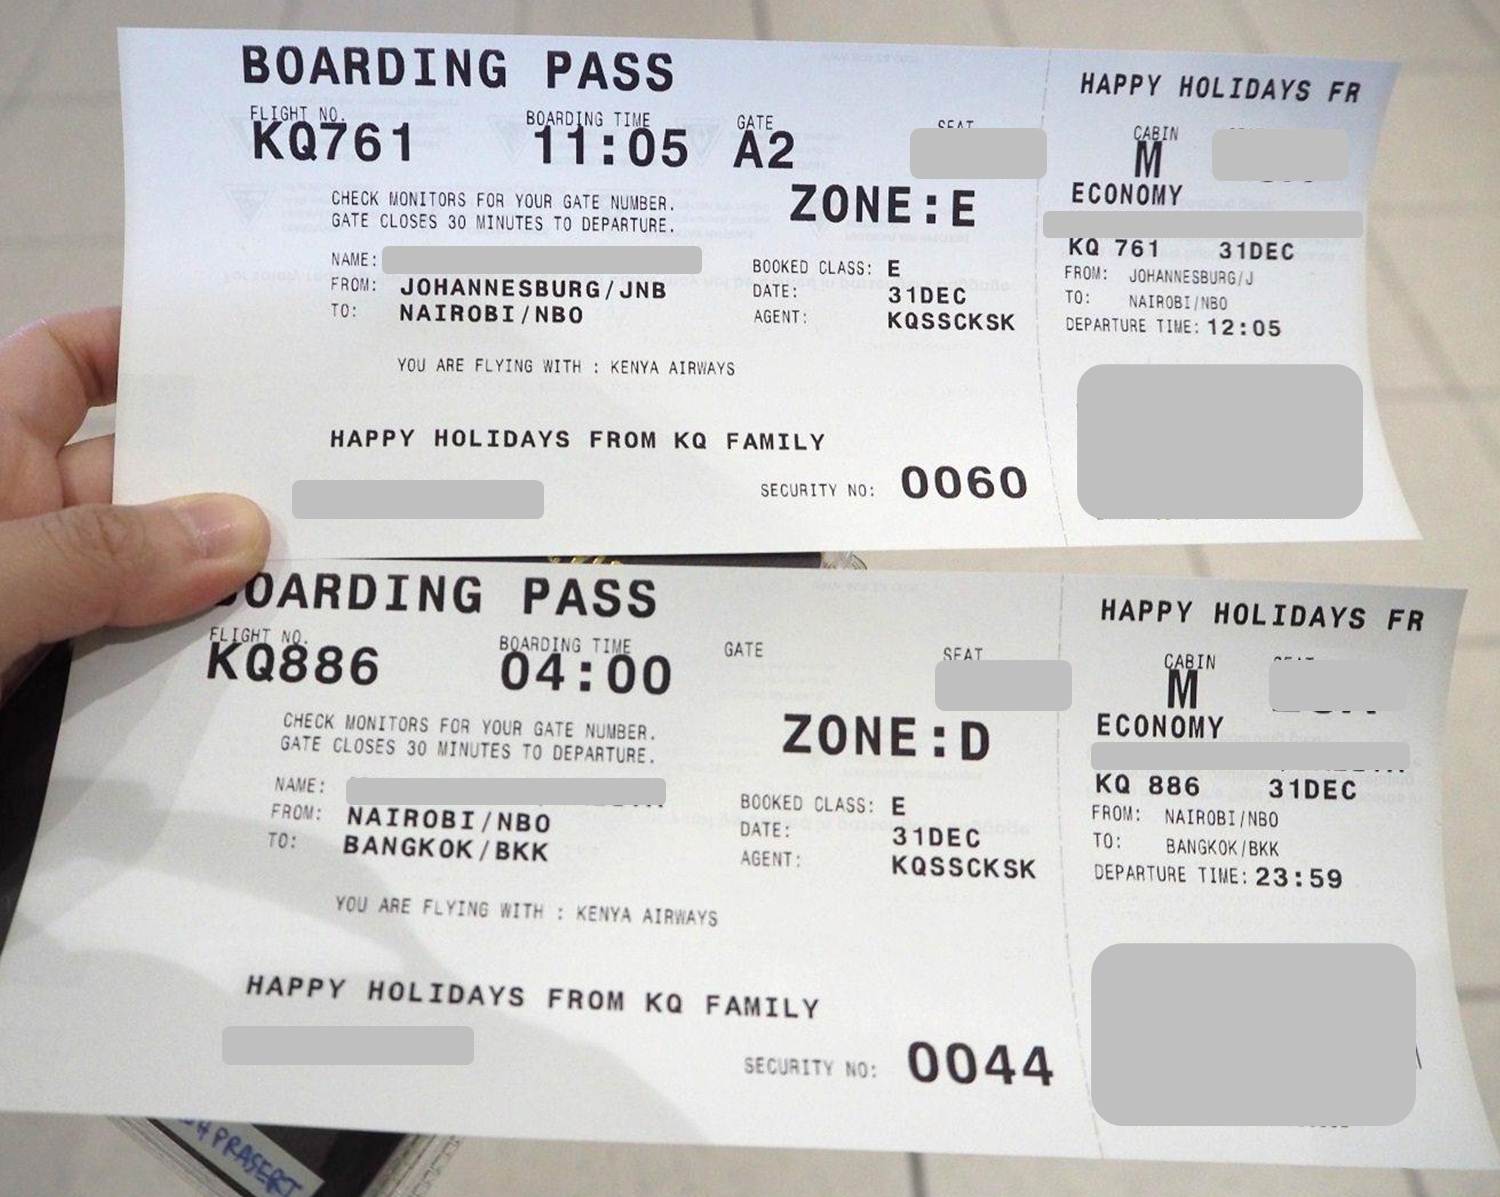 BOARDING PASS
FLIGHT NO. BOARDING TIME GATE SEAT
KQ761 11:05 A2
CHECK MONITORS FOR YOUR GATE NUMBER. ZONE:E
GATE CLOSES 30 MINUTES TO DEPARTURE.
NAME: BOOKED CLASS: E
FROM: JOHANNESBURG/JNB DATE: 31DEC
TO: NAIROBI/NBO AGENT: KQSSCKSK
YOU ARE FLYING WITH : KENYA AIRWAYS
HAPPY HOLIDAYS FROM KQ FAMILY
SECURITY NO: 0060
HAPPY HOLIDAYS FR
CABIN
M
ECONOMY
KQ 761 31DEC
FROM: JOHANNESBURG/J
TO: NAIROBI/NBO
DEPARTURE TIME: 12:05
BOARDING PASS
FLIGHT NO. BOARDING TIME GATE SEAT
KQ886 04:00
CHECK MONITORS FOR YOUR GATE NUMBER. ZONE:D
GATE CLOSES 30 MINUTES TO DEPARTURE.
NAME: BOOKED CLASS: E
FROM: NAIROBI/NBO DATE: 31DEC
TO: BANGKOK/BKK AGENT: KQSSCKSK
YOU ARE FLYING WITH : KENYA AIRWAYS
HAPPY HOLIDAYS FROM KQ FAMILY
SECURITY NO: 0044
HAPPY HOLIDAYS FR
CABIN
M
ECONOMY
KQ 886 31DEC
FROM: NAIROBI/NBO
TO: BANGKOK/BKK
DEPARTURE TIME: 23:59
PRASERT